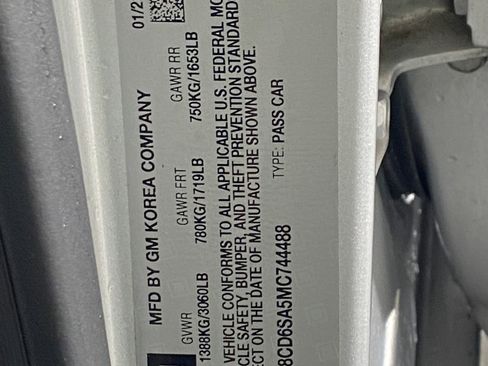 01/2
MFD BY GM KOREA COMPANY
GVWR GAWR FRT GAWR RR
1388KG/3060LB 780KG/1719LB 750KG/1653LB
VEHICLE CONFORMS TO ALL APPLICABLE U.S. FEDERAL MO
CLE SAFETY, BUMPER, AND THEFT PREVENTION STANDARD
ECT ON THE DATE OF MANUFACTURE SHOWN ABOVE.
TYPE: PASS CAR
8CD6SA5MC744488